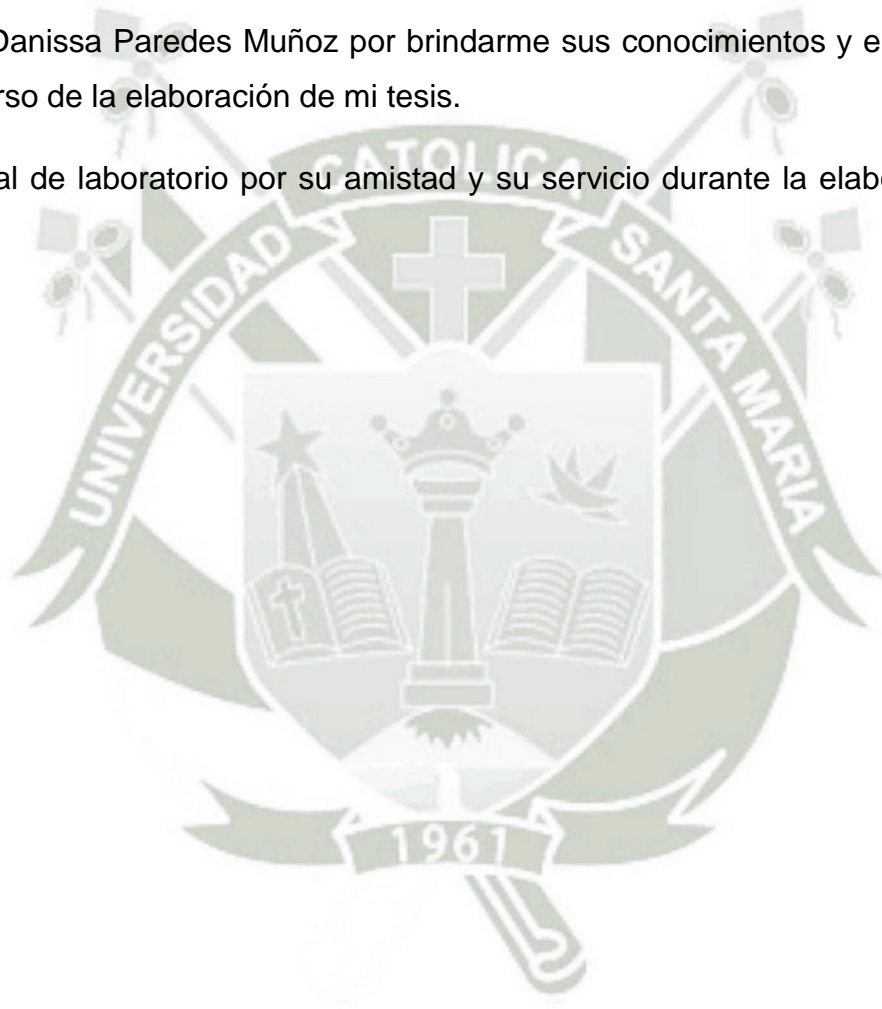 Danissa Paredes Muñoz por brindarme sus conocimientos y e
rso de la elaboración de mi tesis.
al de laboratorio por su amistad y su servicio durante la elab
CATOLICA
UNIVERSIDAD
SANTA MARIA
1961